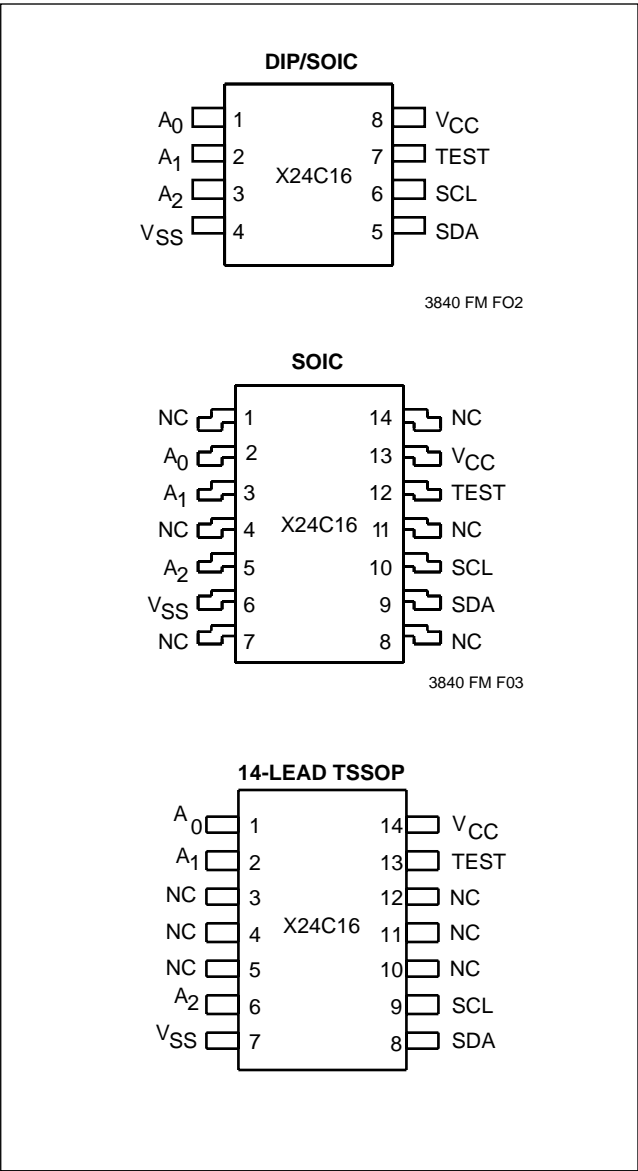 DIP/SOIC
A0 1 8 VCC
A1 2 7 TEST
X24C16
A2 3 6 SCL
VSS 4 5 SDA
3840 FM FO2
SOIC
NC 1 14 NC
A0 2 13 VCC
A1 3 12 TEST
NC 4 X24C16 11 NC
A2 5 10 SCL
VSS 6 9 SDA
NC 7 8 NC
3840 FM F03
14-LEAD TSSOP
A0 1 14 VCC
A1 2 13 TEST
NC 3 12 NC
NC 4 X24C16 11 NC
NC 5 10 NC
A2 6 9 SCL
VSS 7 8 SDA